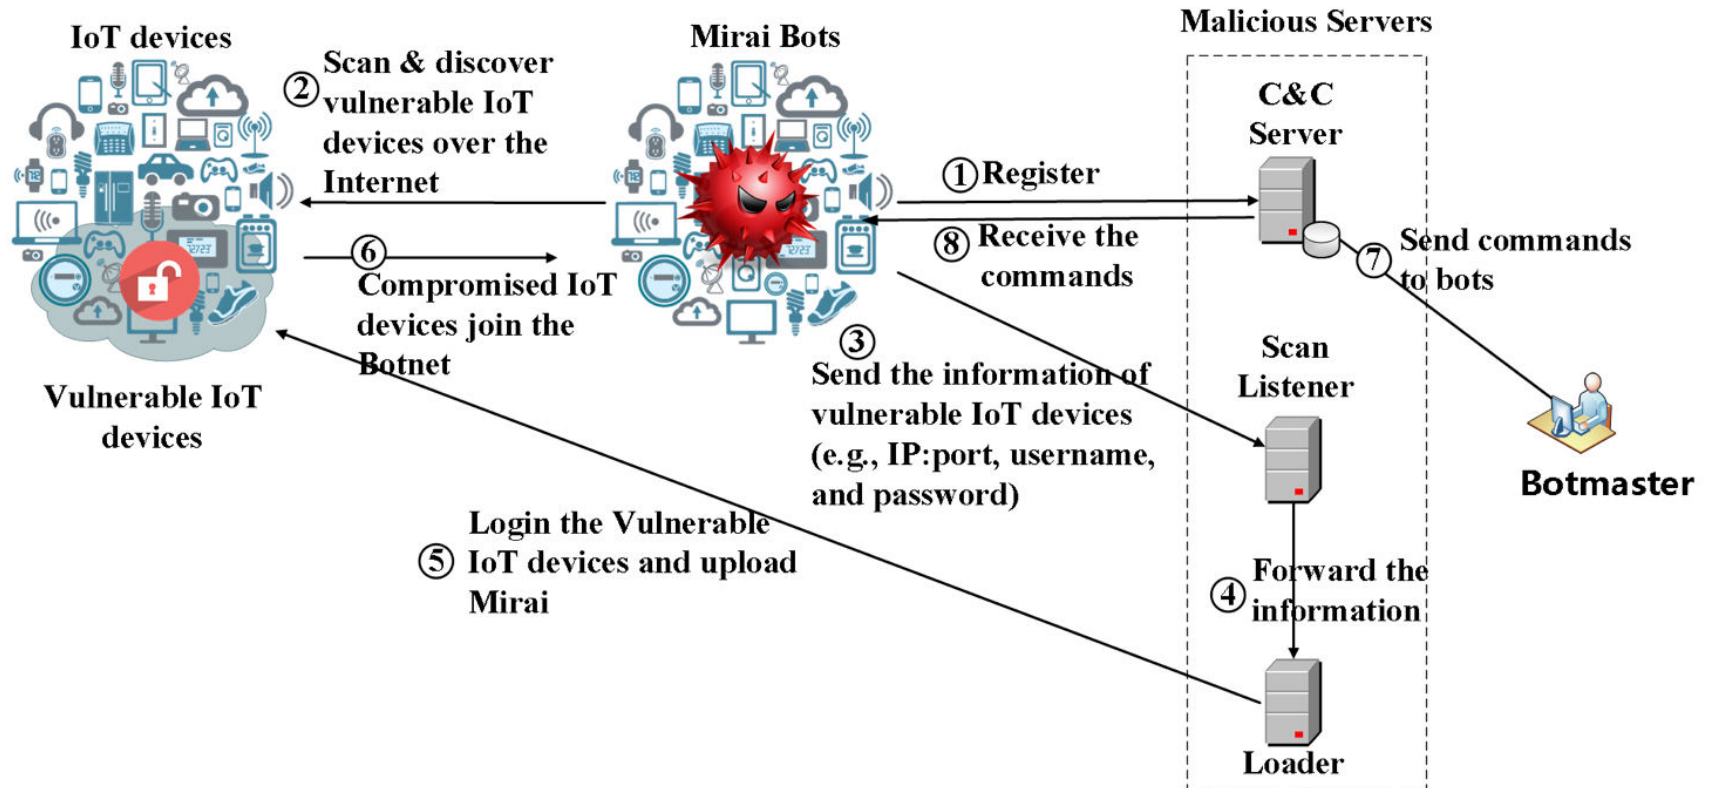 Malicious Servers
IoT devices
Mirai Bots
② Scan & discover
vulnerable IoT
devices over the
Internet
C&C
Server
① Register
⑧ Receive the
commands
⑦ Send commands
to bots
⑥
Compromised IoT
devices join the
Botnet
Vulnerable IoT
devices
③
Send the information of
vulnerable IoT devices
(e.g., IP:port, username,
and password)
Scan
Listener
Botmaster
Login the Vulnerable
⑤ IoT devices and upload
Mirai
④ Forward the
information
Loader